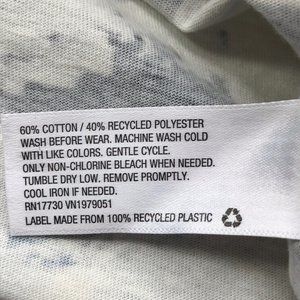 60% COTTON / 40% RECYCLED POLYESTER
WASH BEFORE WEAR. MACHINE WASH COLD
WITH LIKE COLORS. GENTLE CYCLE.
ONLY NON-CHLORINE BLEACH WHEN NEEDED.
TUMBLE DRY LOW. REMOVE PROMPTLY.
COOL IRON IF NEEDED.
RN17730 VN1979051
LABEL MADE FROM 100% RECYCLED PLASTIC